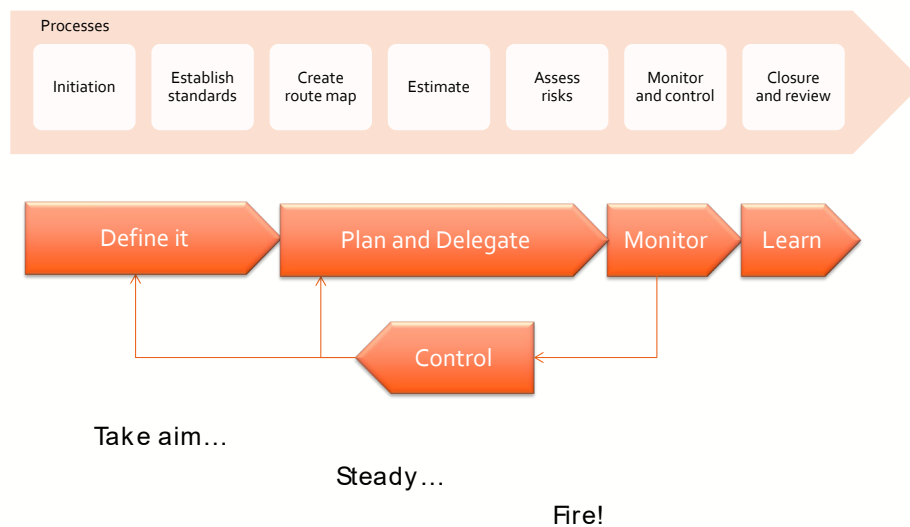 Processes
Initiation
Establish
standards
Create
route map
Estimate
Assess
risks
Monitor
and control
Closure
and review
Define it
Plan and Delegate
Monitor
Learn
Control
Take aim…
Steady…
Fire!